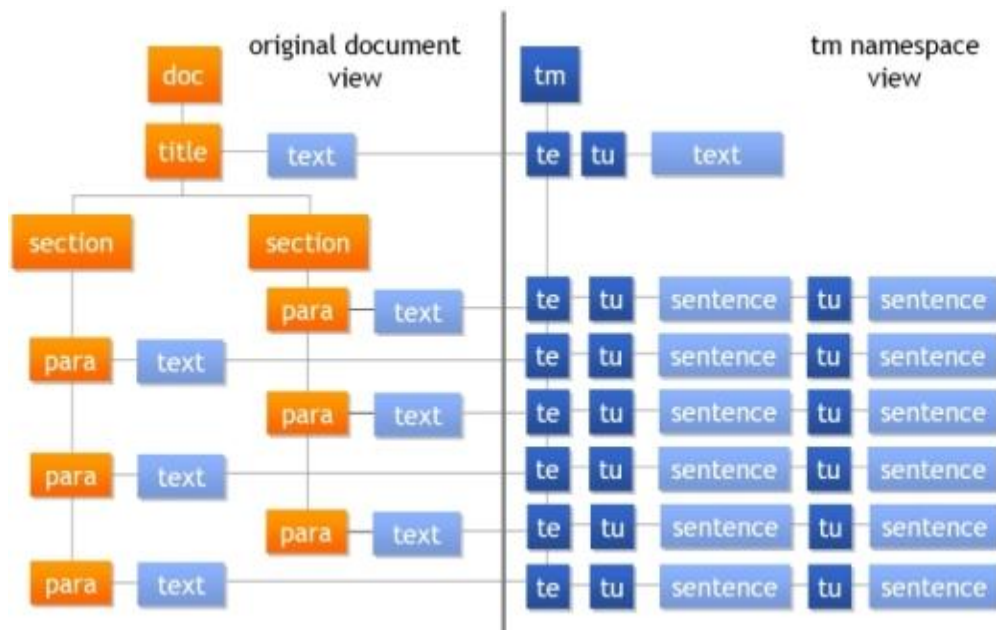 original document
view
tm namespace
view
doc
tm
title text te tu text
section section
para text te tu sentence tu sentence
para text te tu sentence tu sentence
para text te tu sentence tu sentence
para text te tu sentence tu sentence
para text te tu sentence tu sentence
para text te tu sentence tu sentence